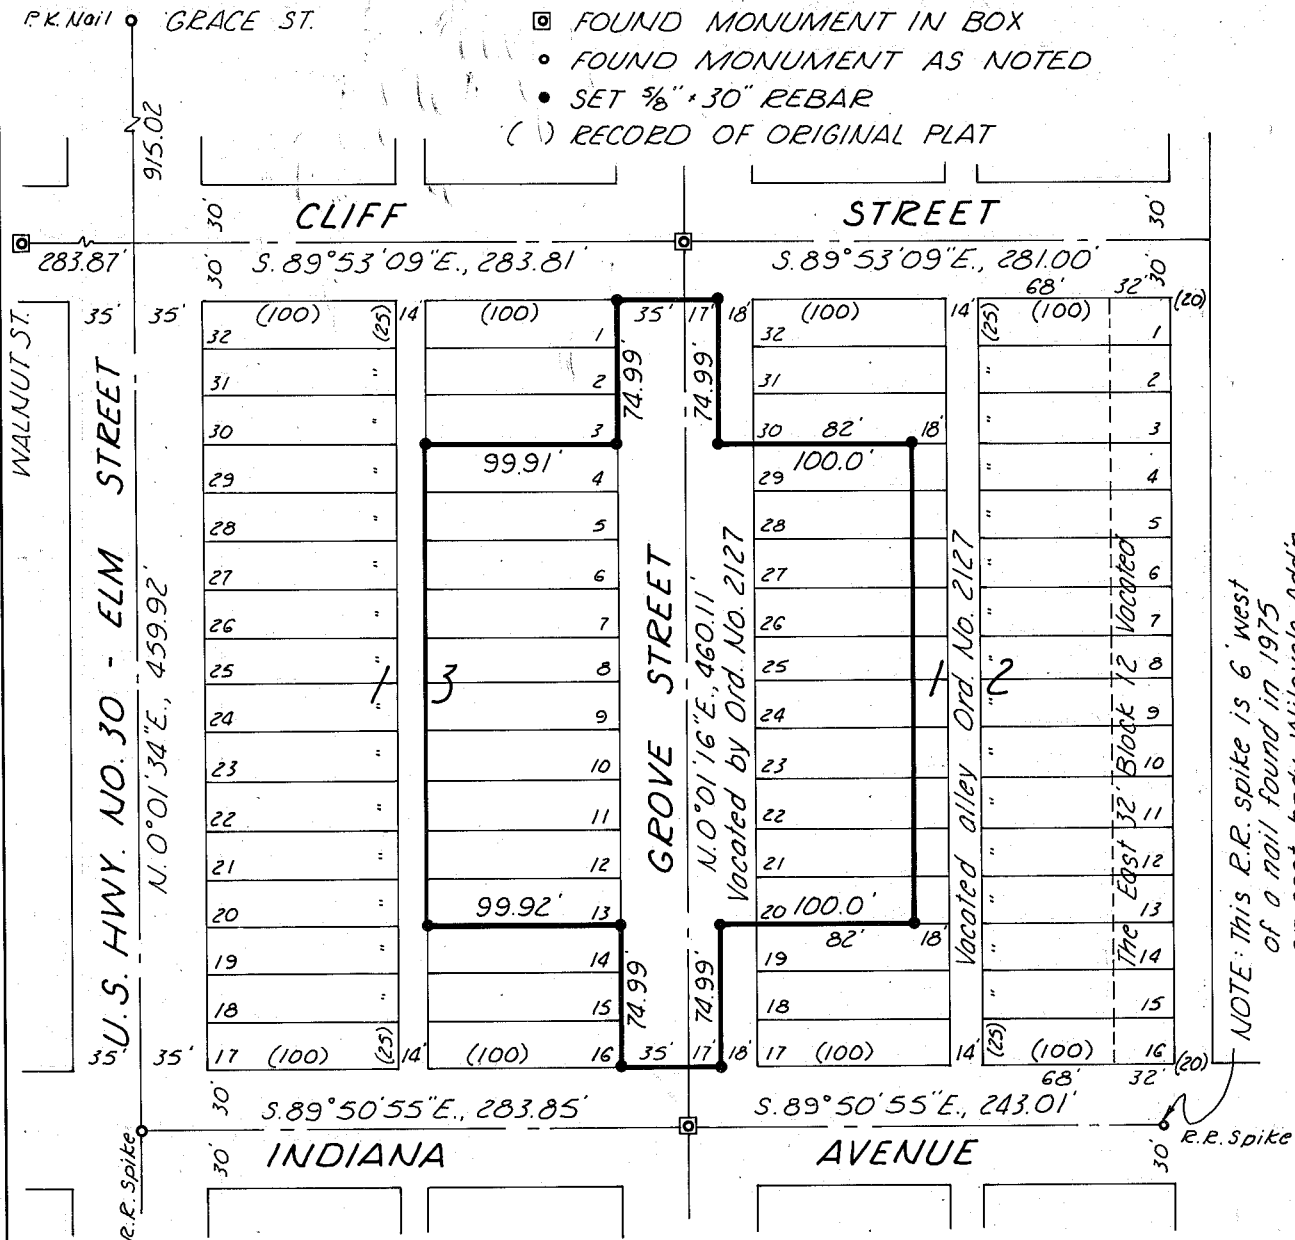 P.K. Nail
GRACE ST.
FOUND MONUMENT IN BOX
FOUND MONUMENT AS NOTED
SET 5/8" x 30" REBAR
( ) RECORD OF ORIGINAL PLAT
915.02
30'
CLIFF STREET
30'
283.87'
30'
S. 89° 53' 09" E., 283.81'
S. 89° 53' 09" E., 281.00'
30'
68' 32'
WALNUT ST.
35' 35'
(100) (25) 14' (100)
35' 17' 18'
(100) 14' (25) (100) (20)
32 1 32 1
31 2 31 2
74.99' 74.99'
30 3 30 82' 18' 3
99.91' 100.0'
29 4 29 4
28 5 28 5
27 6 27 6
26 7 26 7
25 8 25 8
1 3 1 2
24 9 24 9
23 10 23 10
22 11 22 11
21 12 21 12
99.92' 100.0'
20 13 20 13
82' 18'
19 14 19 14
18 15 18 15
74.99' 74.99'
17 (100) (25) 14' (100) 16
35' 17' 18'
17 (100) 14' (25) (100) 16 (20)
35' 35'
68' 32'
U.S. HWY. NO. 30 - ELM STREET
N. 0° 01' 34" E., 459.92'
GROVE STREET
N. 0° 01' 16" E., 460.11'
Vacated by Ord. No. 2127
Vacated alley Ord. No. 2127
The East 32' Block 12 Vacated
NOTE: This R.R. spike is 6' west
of a nail found in 1975
30'
S. 89° 50' 55" E., 283.85'
S. 89° 50' 55" E., 243.01'
R.R. Spike
R.R. Spike
30'
INDIANA AVENUE
30'